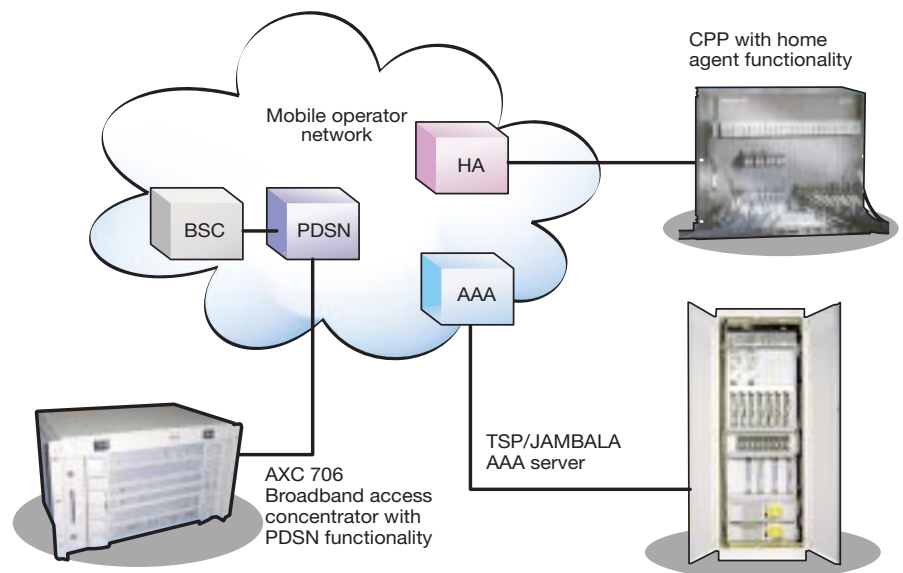 CPP with home
agent functionality
Mobile operator
network
HA
BSC
PDSN
AAA
TSP/JAMBALA
AAA server
AXC 706
Broadband access
concentrator with
PDSN functionality